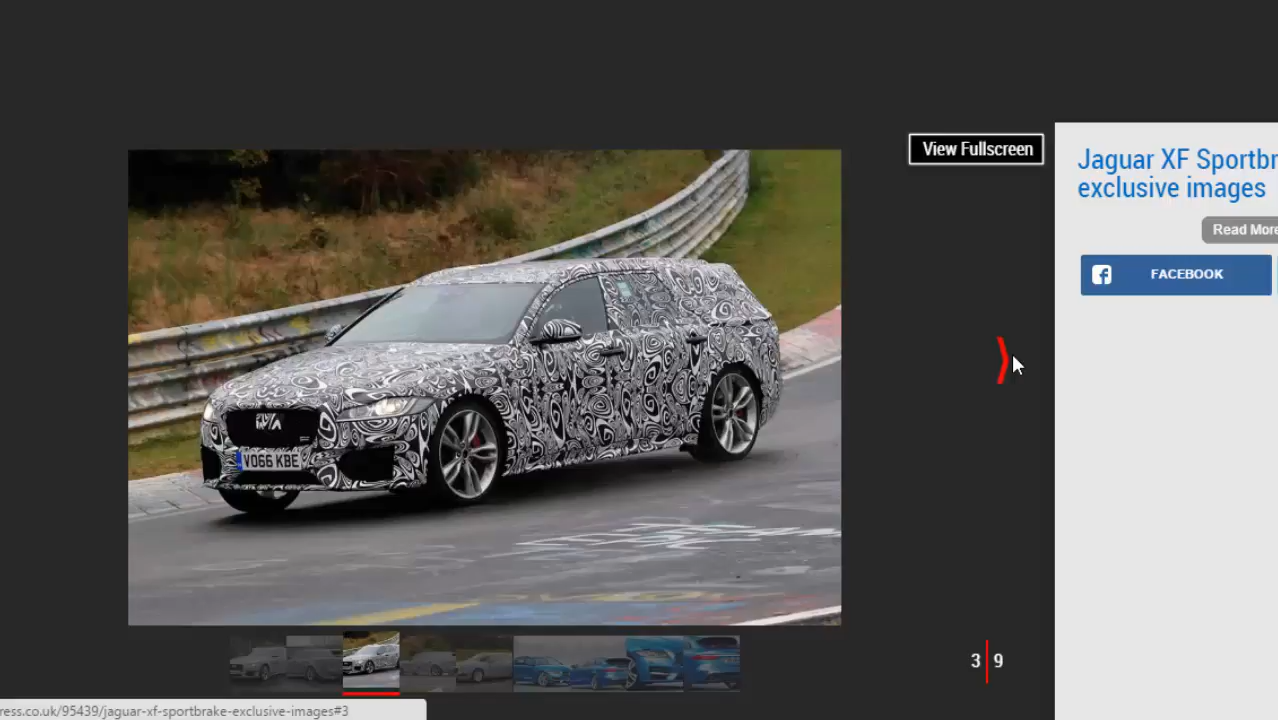 View Fullscreen
Jaguar XF Sportbr
exclusive images
Read More
FACEBOOK
VO66 KBE
3 9
ress.co.uk/95439/jaguar-xf-sportbrake-exclusive-images#3